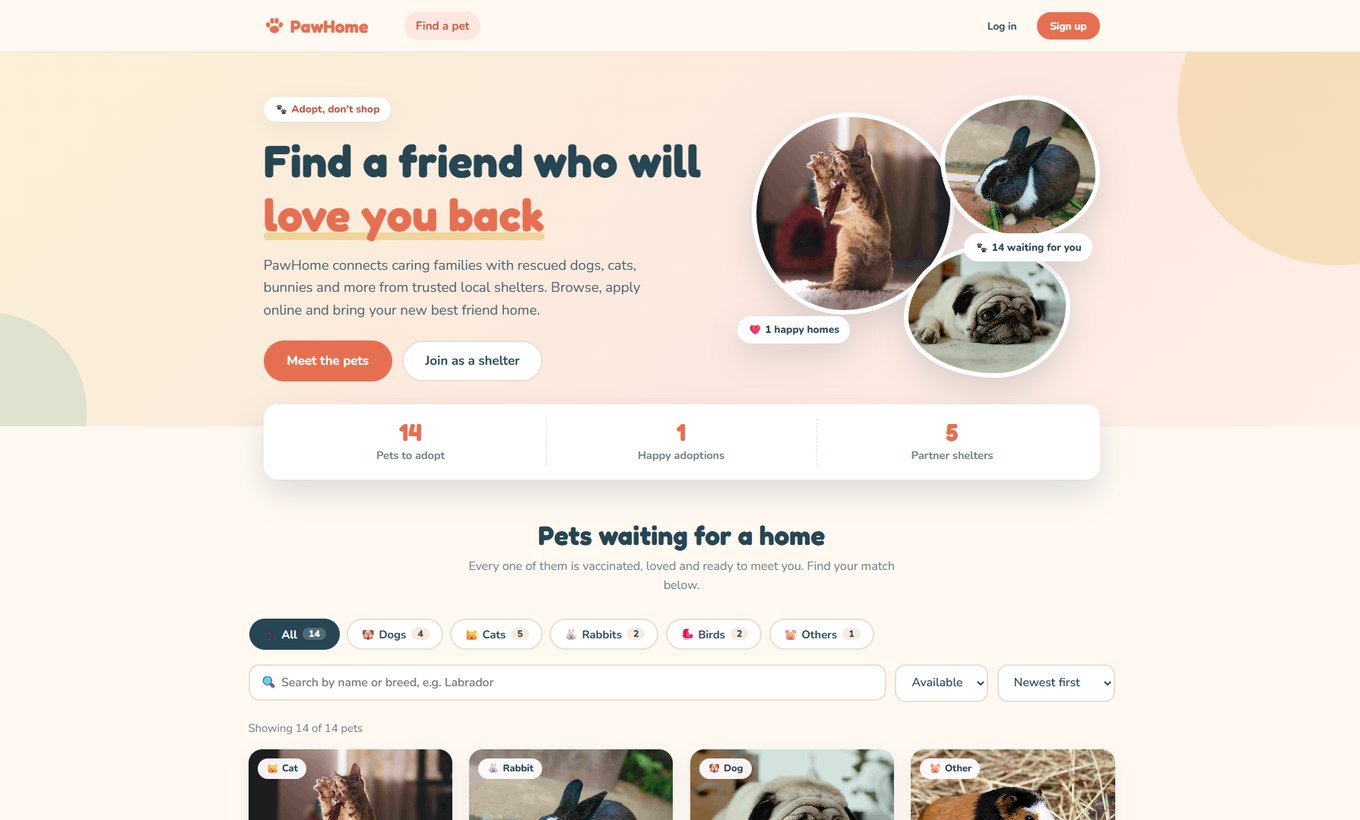 PawHome
Find a pet
Log in
Sign up
Adopt, don't shop
Find a friend who will
love you back
PawHome connects caring families with rescued dogs, cats,
bunnies and more from trusted local shelters. Browse, apply
online and bring your new best friend home.
Meet the pets
Join as a shelter
14 waiting for you
1 happy homes
14
Pets to adopt
1
Happy adoptions
5
Partner shelters
Pets waiting for a home
Every one of them is vaccinated, loved and ready to meet you. Find your match
below.
All 14
Dogs 4
Cats 5
Rabbits 2
Birds 2
Others 1
Search by name or breed, e.g. Labrador
Available
Newest first
Showing 14 of 14 pets
Cat
Rabbit
Dog
Other